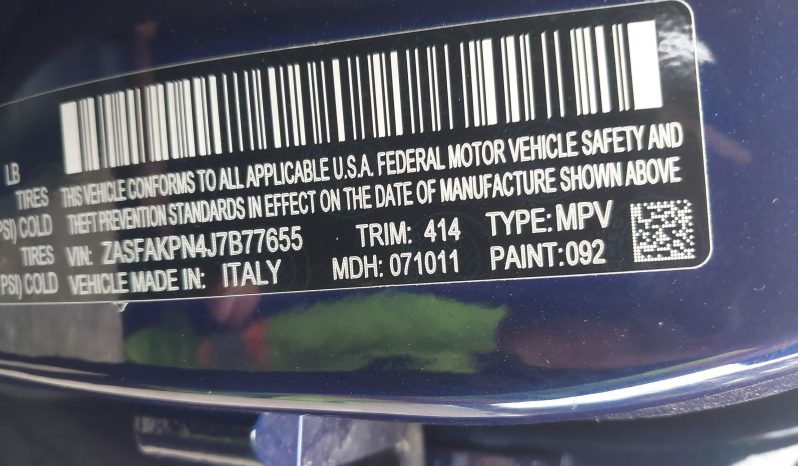 LB
TIRES THIS VEHICLE CONFORMS TO ALL APPLICABLE U.S.A. FEDERAL MOTOR VEHICLE SAFETY AND
PSI) COLD THEFT PREVENTION STANDARDS IN EFFECT ON THE DATE OF MANUFACTURE SHOWN ABOVE
TIRES VIN: ZASFAKPN4J7B77655 TRIM: 414 TYPE: MPV
(PSI) COLD VEHICLE MADE IN: ITALY MDH: 071011 PAINT:092